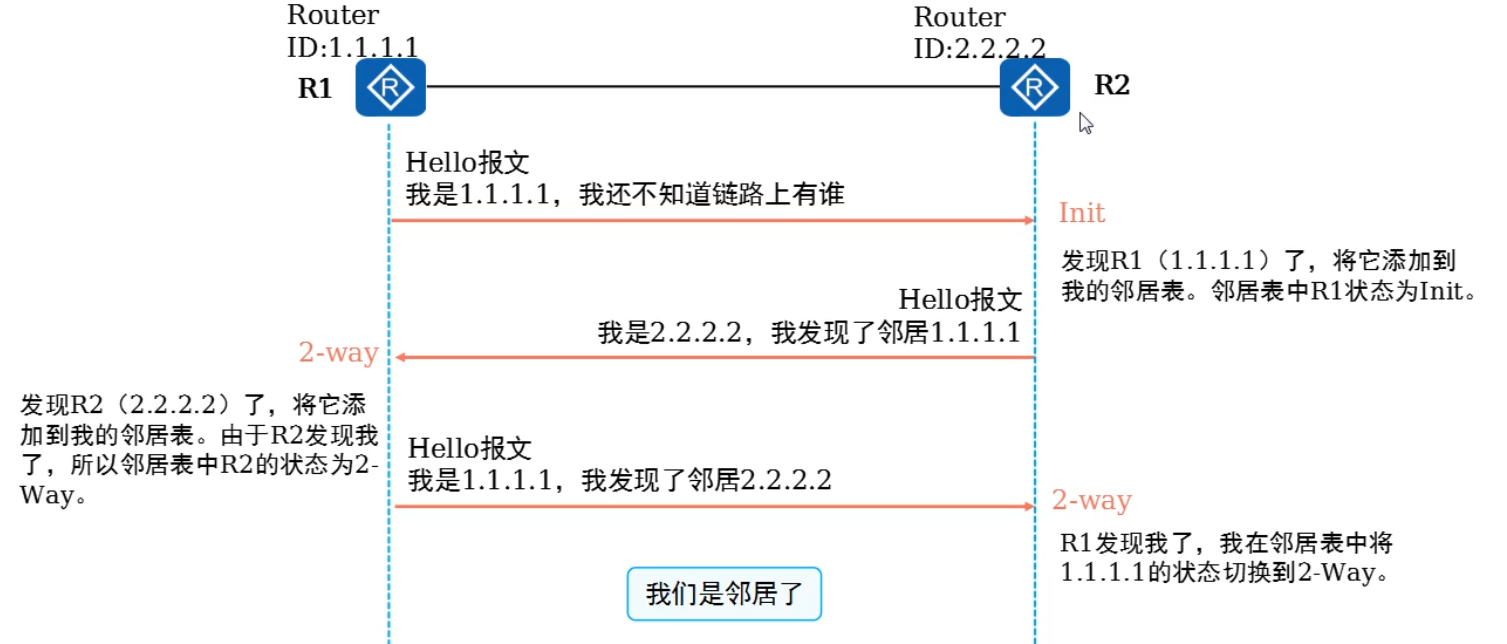 Router
ID:1.1.1.1
Router
ID:2.2.2.2
R1
R
R
R2
Hello报文
我是1.1.1.1，我还不知道链路上有谁
Init
发现R1（1.1.1.1）了，将它添加到
我的邻居表。邻居表中R1状态为Init。
Hello报文
我是2.2.2.2，我发现了邻居1.1.1.1
2-way
发现R2（2.2.2.2）了，将它添
加到我的邻居表。由于R2发现我
了，所以邻居表中R2的状态为2-
Way。
Hello报文
我是1.1.1.1，我发现了邻居2.2.2.2
2-way
R1发现我了，我在邻居表中将
1.1.1.1的状态切换到2-Way。
我们是邻居了